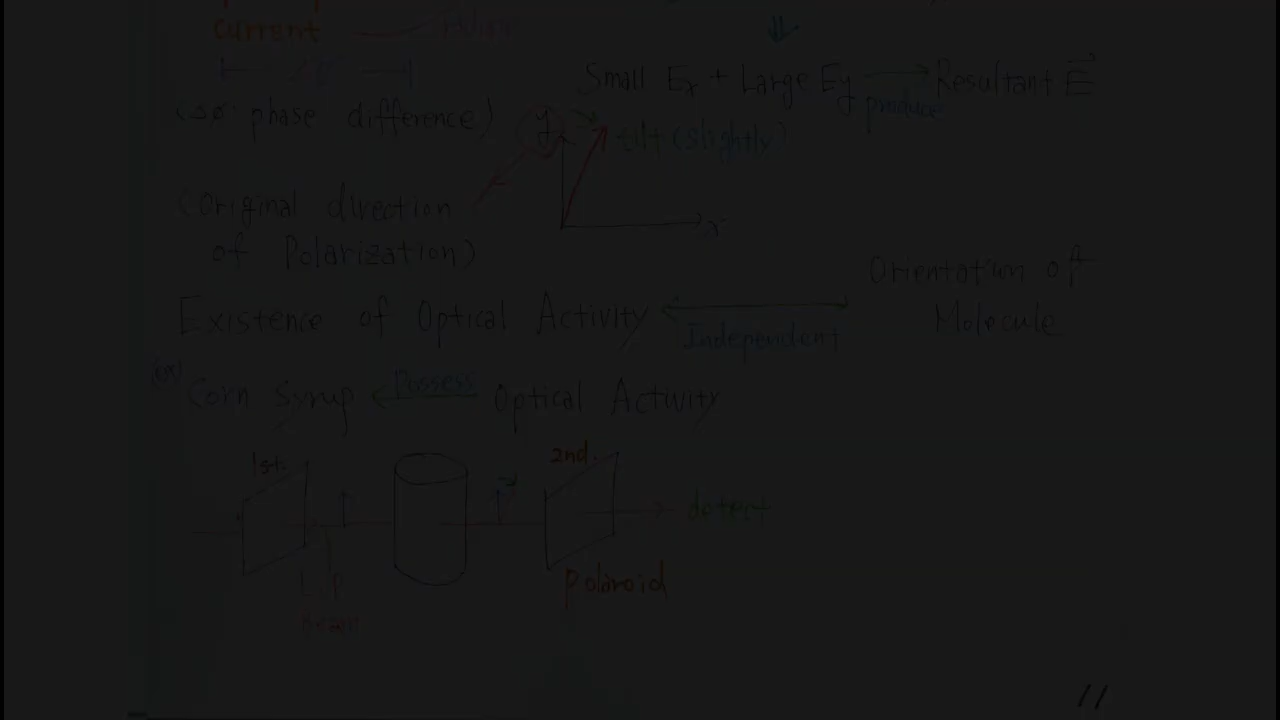 Current
Small Ex + Large Ey produce Resultant E
phase difference)
y tilt (slightly)
(Original direction
of Polarization)
x
Orientation of
Molecule
Existence of Optical Activity Independent
(ex) Corn Syrup Possess Optical Activity
1st. 2nd.
detect
Polaroid
11